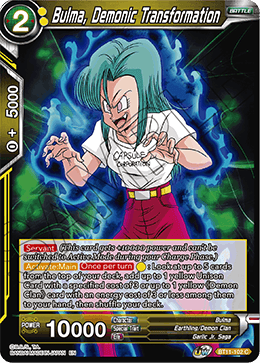 2
Bulma, Demonic Transformation
BATTLE
+ 5000
CAPSULE
CORPORATION
Servant (This card gets +10000 power and can't be
switched to Active Mode during your Charge Phase.)
Activate:Main Once per turn : Look at up to 5 cards
from the top of your deck, add up to 1 yellow Unison
Card with a specified cost of 3 or up to 1 yellow ≪Demon
Clan≫ card with an energy cost of 3 or less among them
to your hand, then shuffle your deck.
POWER
10000
Character
Bulma
Special Trait
Earthling/Demon Clan
Era
Garlic Jr. Saga
BT11-102 C